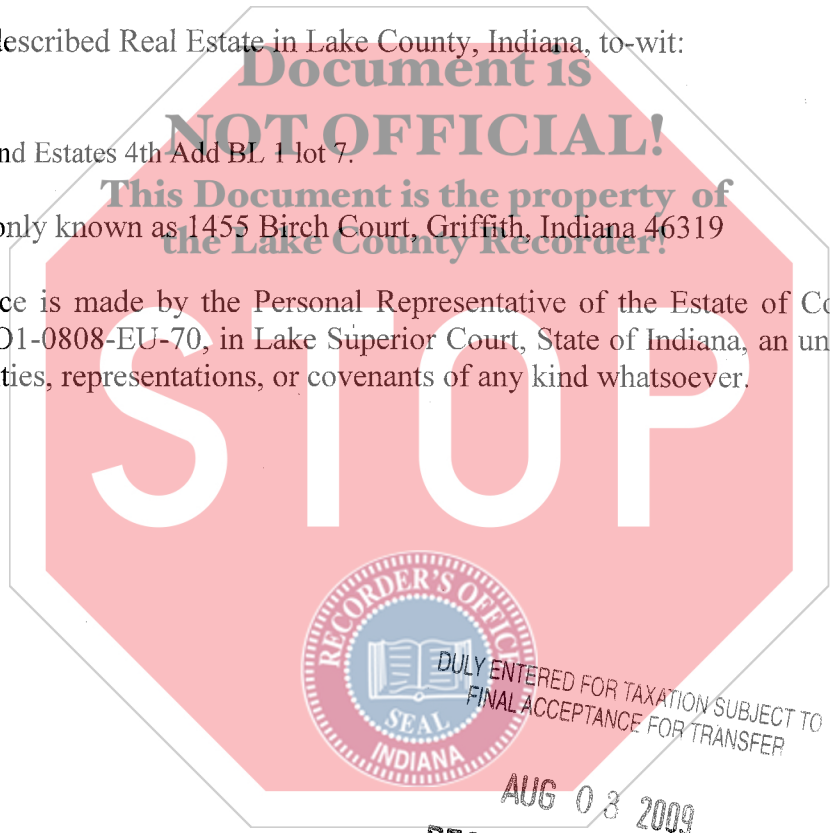 described Real Estate in Lake County, Indiana, to-wit:
Document is
NOT OFFICIAL!
nd Estates 4th Add BL 1 lot 7.
This Document is the property of
only known as 1455 Birch Court, Griffith, Indiana 46319
the Lake County Recorder!
ce is made by the Personal Representative of the Estate of
01-0808-EU-70, in Lake Superior Court, State of Indiana, an un
ties, representations, or covenants of any kind whatsoever.
STOP
RECORDER'S OFFICE
SEAL
INDIANA
DULY ENTERED FOR TAXATION SUBJECT TO
FINAL ACCEPTANCE FOR TRANSFER
AUG 03 2009